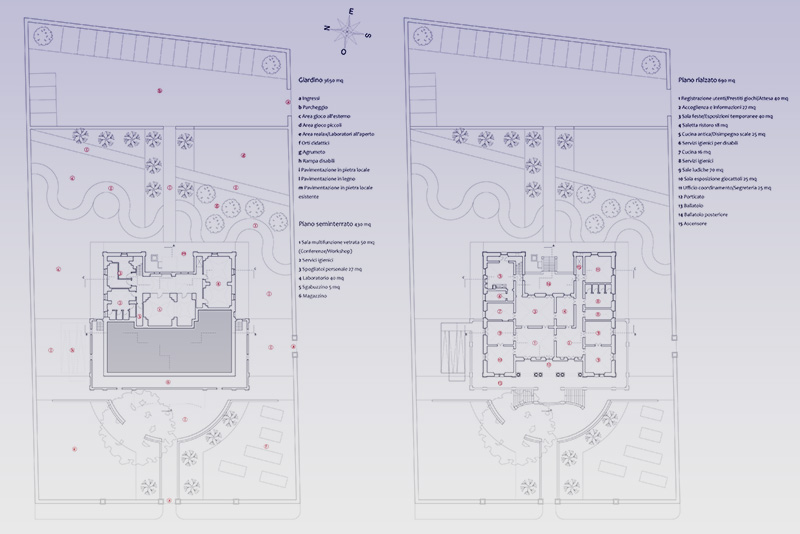 E
N
S
O
Giardino 3650 mq
a Ingressi
b Parcheggio
c Area gioco all'esterno
d Area gioco piccoli
e Area relax/Laboratori all'aperto
f Orti didattici
g Agrumeto
h Rampa disabili
i Pavimentazione in pietra locale
l Pavimentazione in legno
m Pavimentazione in pietra locale
esistente
Piano seminterrato 430 mq
1 Sala multifunzione vetrata 50 mq
(Conferenze/Workshop)
2 Servizi igienici
3 Spogliatoi personale 27 mq
4 Laboratorio 40 mq
5 Sgabuzzino 5 mq
6 Magazzino
Piano rialzato 690 mq
1 Registrazione utenti/Prestiti giochi/Attesa 40 mq
2 Accoglienza e informazioni 27 mq
3 Sala feste/Esposizioni temporanee 40 mq
4 Saletta ristoro 18 mq
5 Cucina antica/Disimpegno scale 25 mq
6 Servizi igienici per disabili
7 Cucina 16 mq
8 Servizi igienici
9 Sale ludiche 70 mq
10 Sala esposizione giocattoli 25 mq
11 Ufficio coordinamento/Segreteria 25 mq
12 Porticato
13 Ballatoio
14 Ballatoio posteriore
15 Ascensore